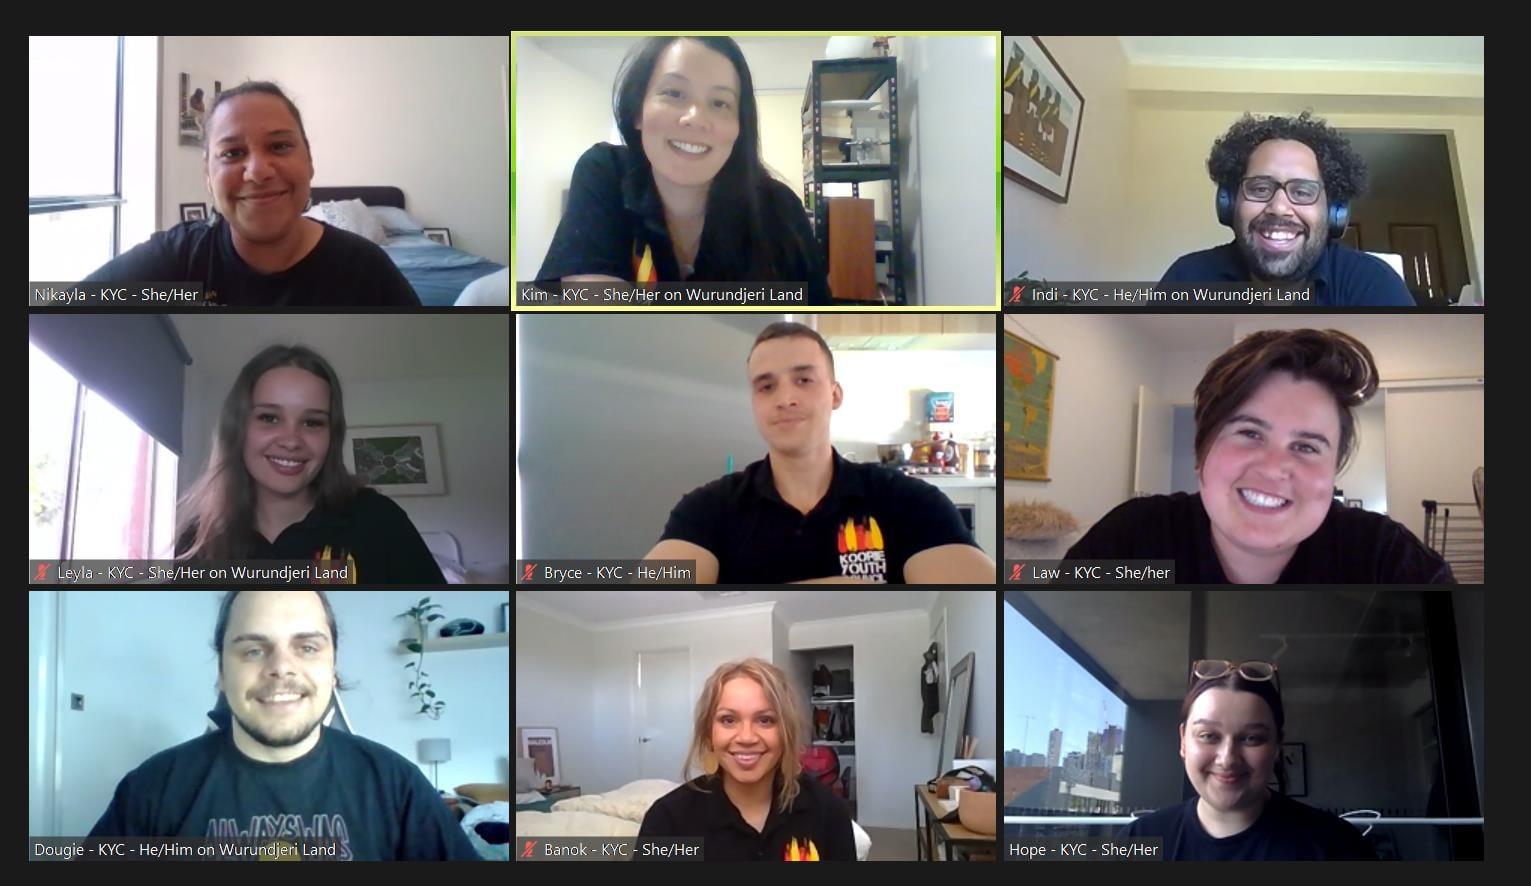 Nikayla - KYC - She/Her
Kim - KYC - She/Her on Wurundjeri Land
Indi - KYC - He/Him on Wurundjeri Land
Leyla - KYC - She/Her on Wurundjeri Land
KOORIE
YOUTH
COUNCIL
Bryce - KYC - He/Him
Law - KYC - She/her
Dougie - KYC - He/Him on Wurundjeri Land
Banok - KYC - She/Her
Hope - KYC - She/Her